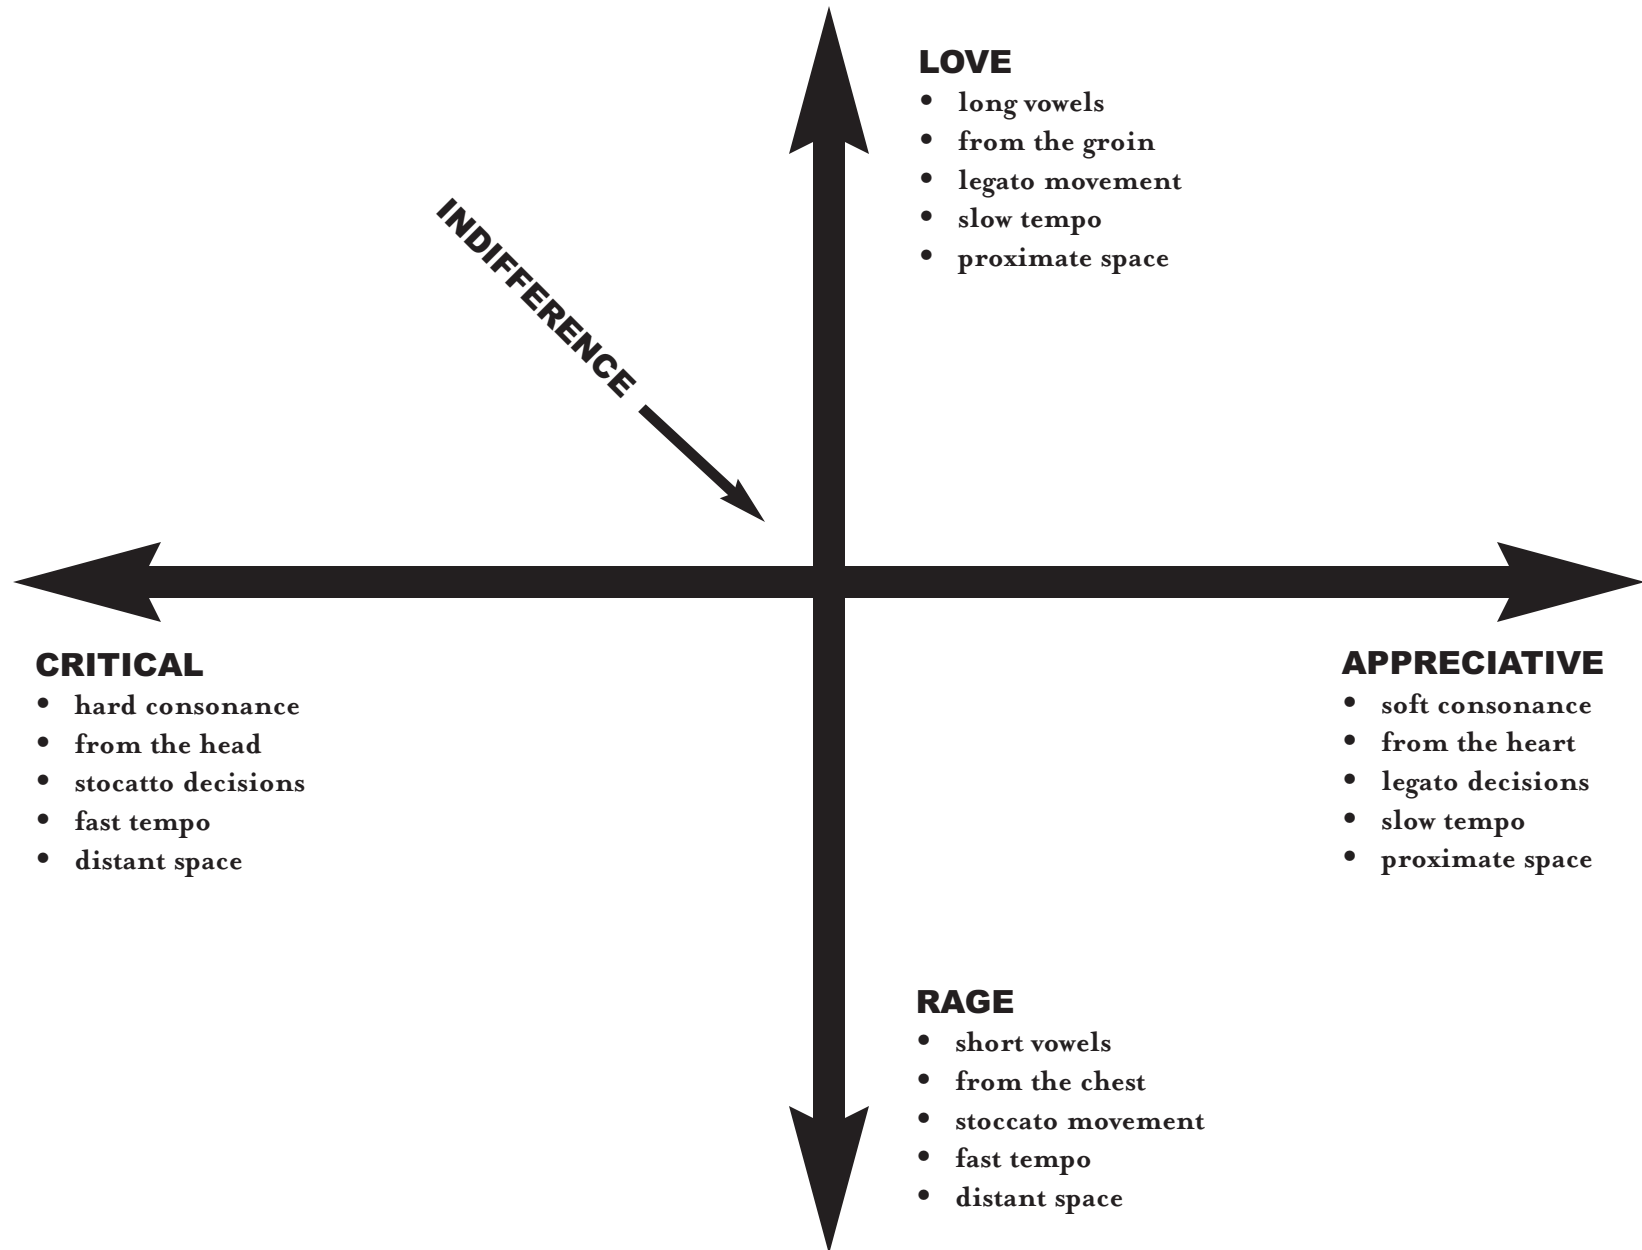 LOVE
• long vowels
• from the groin
• legato movement
• slow tempo
• proximate space
INDIFFERENCE
CRITICAL
• hard consonance
• from the head
• stocatto decisions
• fast tempo
• distant space
APPRECIATIVE
• soft consonance
• from the heart
• legato decisions
• slow tempo
• proximate space
RAGE
• short vowels
• from the chest
• stoccato movement
• fast tempo
• distant space